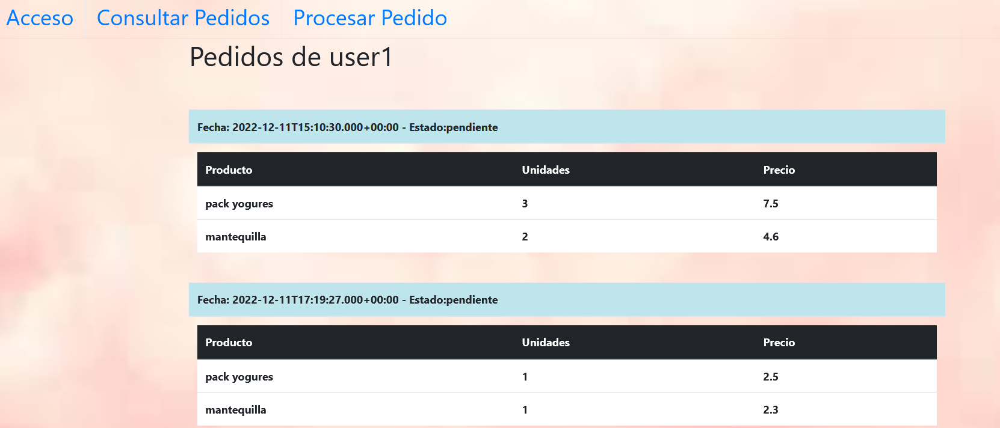 Acceso Consultar Pedidos Procesar Pedido
Pedidos de user1
Fecha: 2022-12-11T15:10:30.000+00:00 - Estado:pendiente
Producto Unidades Precio
pack yogures 3 7.5
mantequilla 2 4.6
Fecha: 2022-12-11T17:19:27.000+00:00 - Estado:pendiente
Producto Unidades Precio
pack yogures 1 2.5
mantequilla 1 2.3